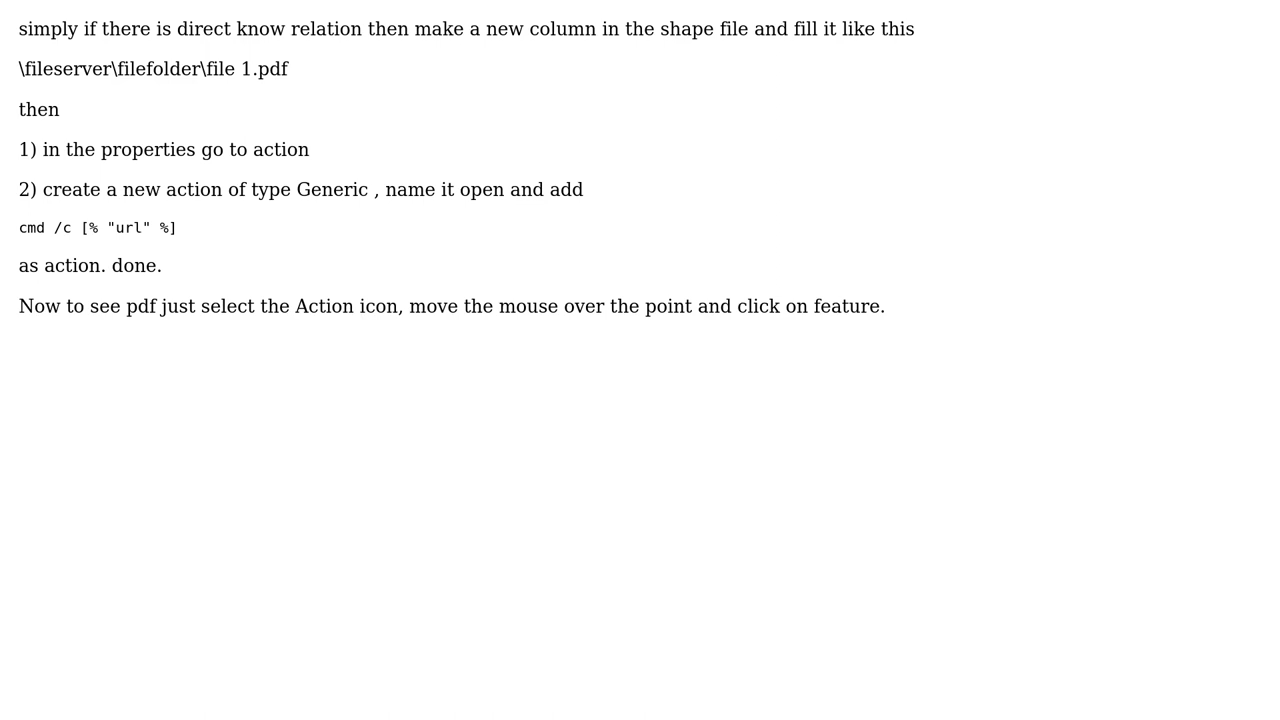 simply if there is direct know relation then make a new column in the shape file and fill it like this
\fileserver\filefolder\file 1.pdf
then
1) in the properties go to action
2) create a new action of type Generic , name it open and add
cmd /c [% "url" %]
as action. done.
Now to see pdf just select the Action icon, move the mouse over the point and click on feature.